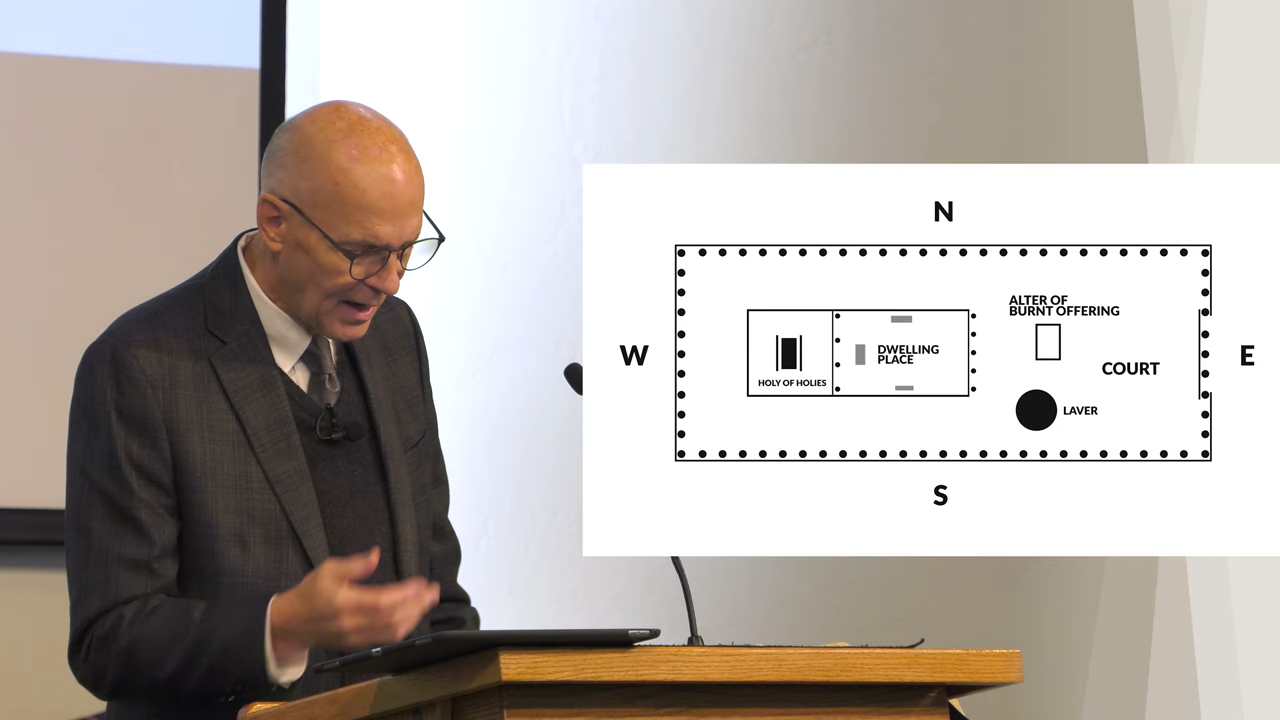 N
ALTER OF
BURNT OFFERING
W
DWELLING
PLACE
E
COURT
HOLY OF HOLIES
LAVER
S